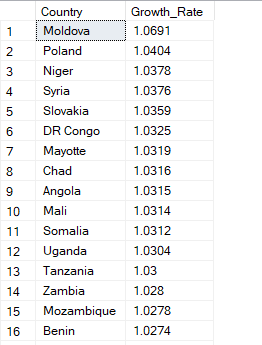 Country Growth_Rate
1 Moldova 1.0691
2 Poland 1.0404
3 Niger 1.0378
4 Syria 1.0376
5 Slovakia 1.0359
6 DR Congo 1.0325
7 Mayotte 1.0319
8 Chad 1.0316
9 Angola 1.0315
10 Mali 1.0314
11 Somalia 1.0312
12 Uganda 1.0304
13 Tanzania 1.03
14 Zambia 1.028
15 Mozambique 1.0278
16 Benin 1.0274